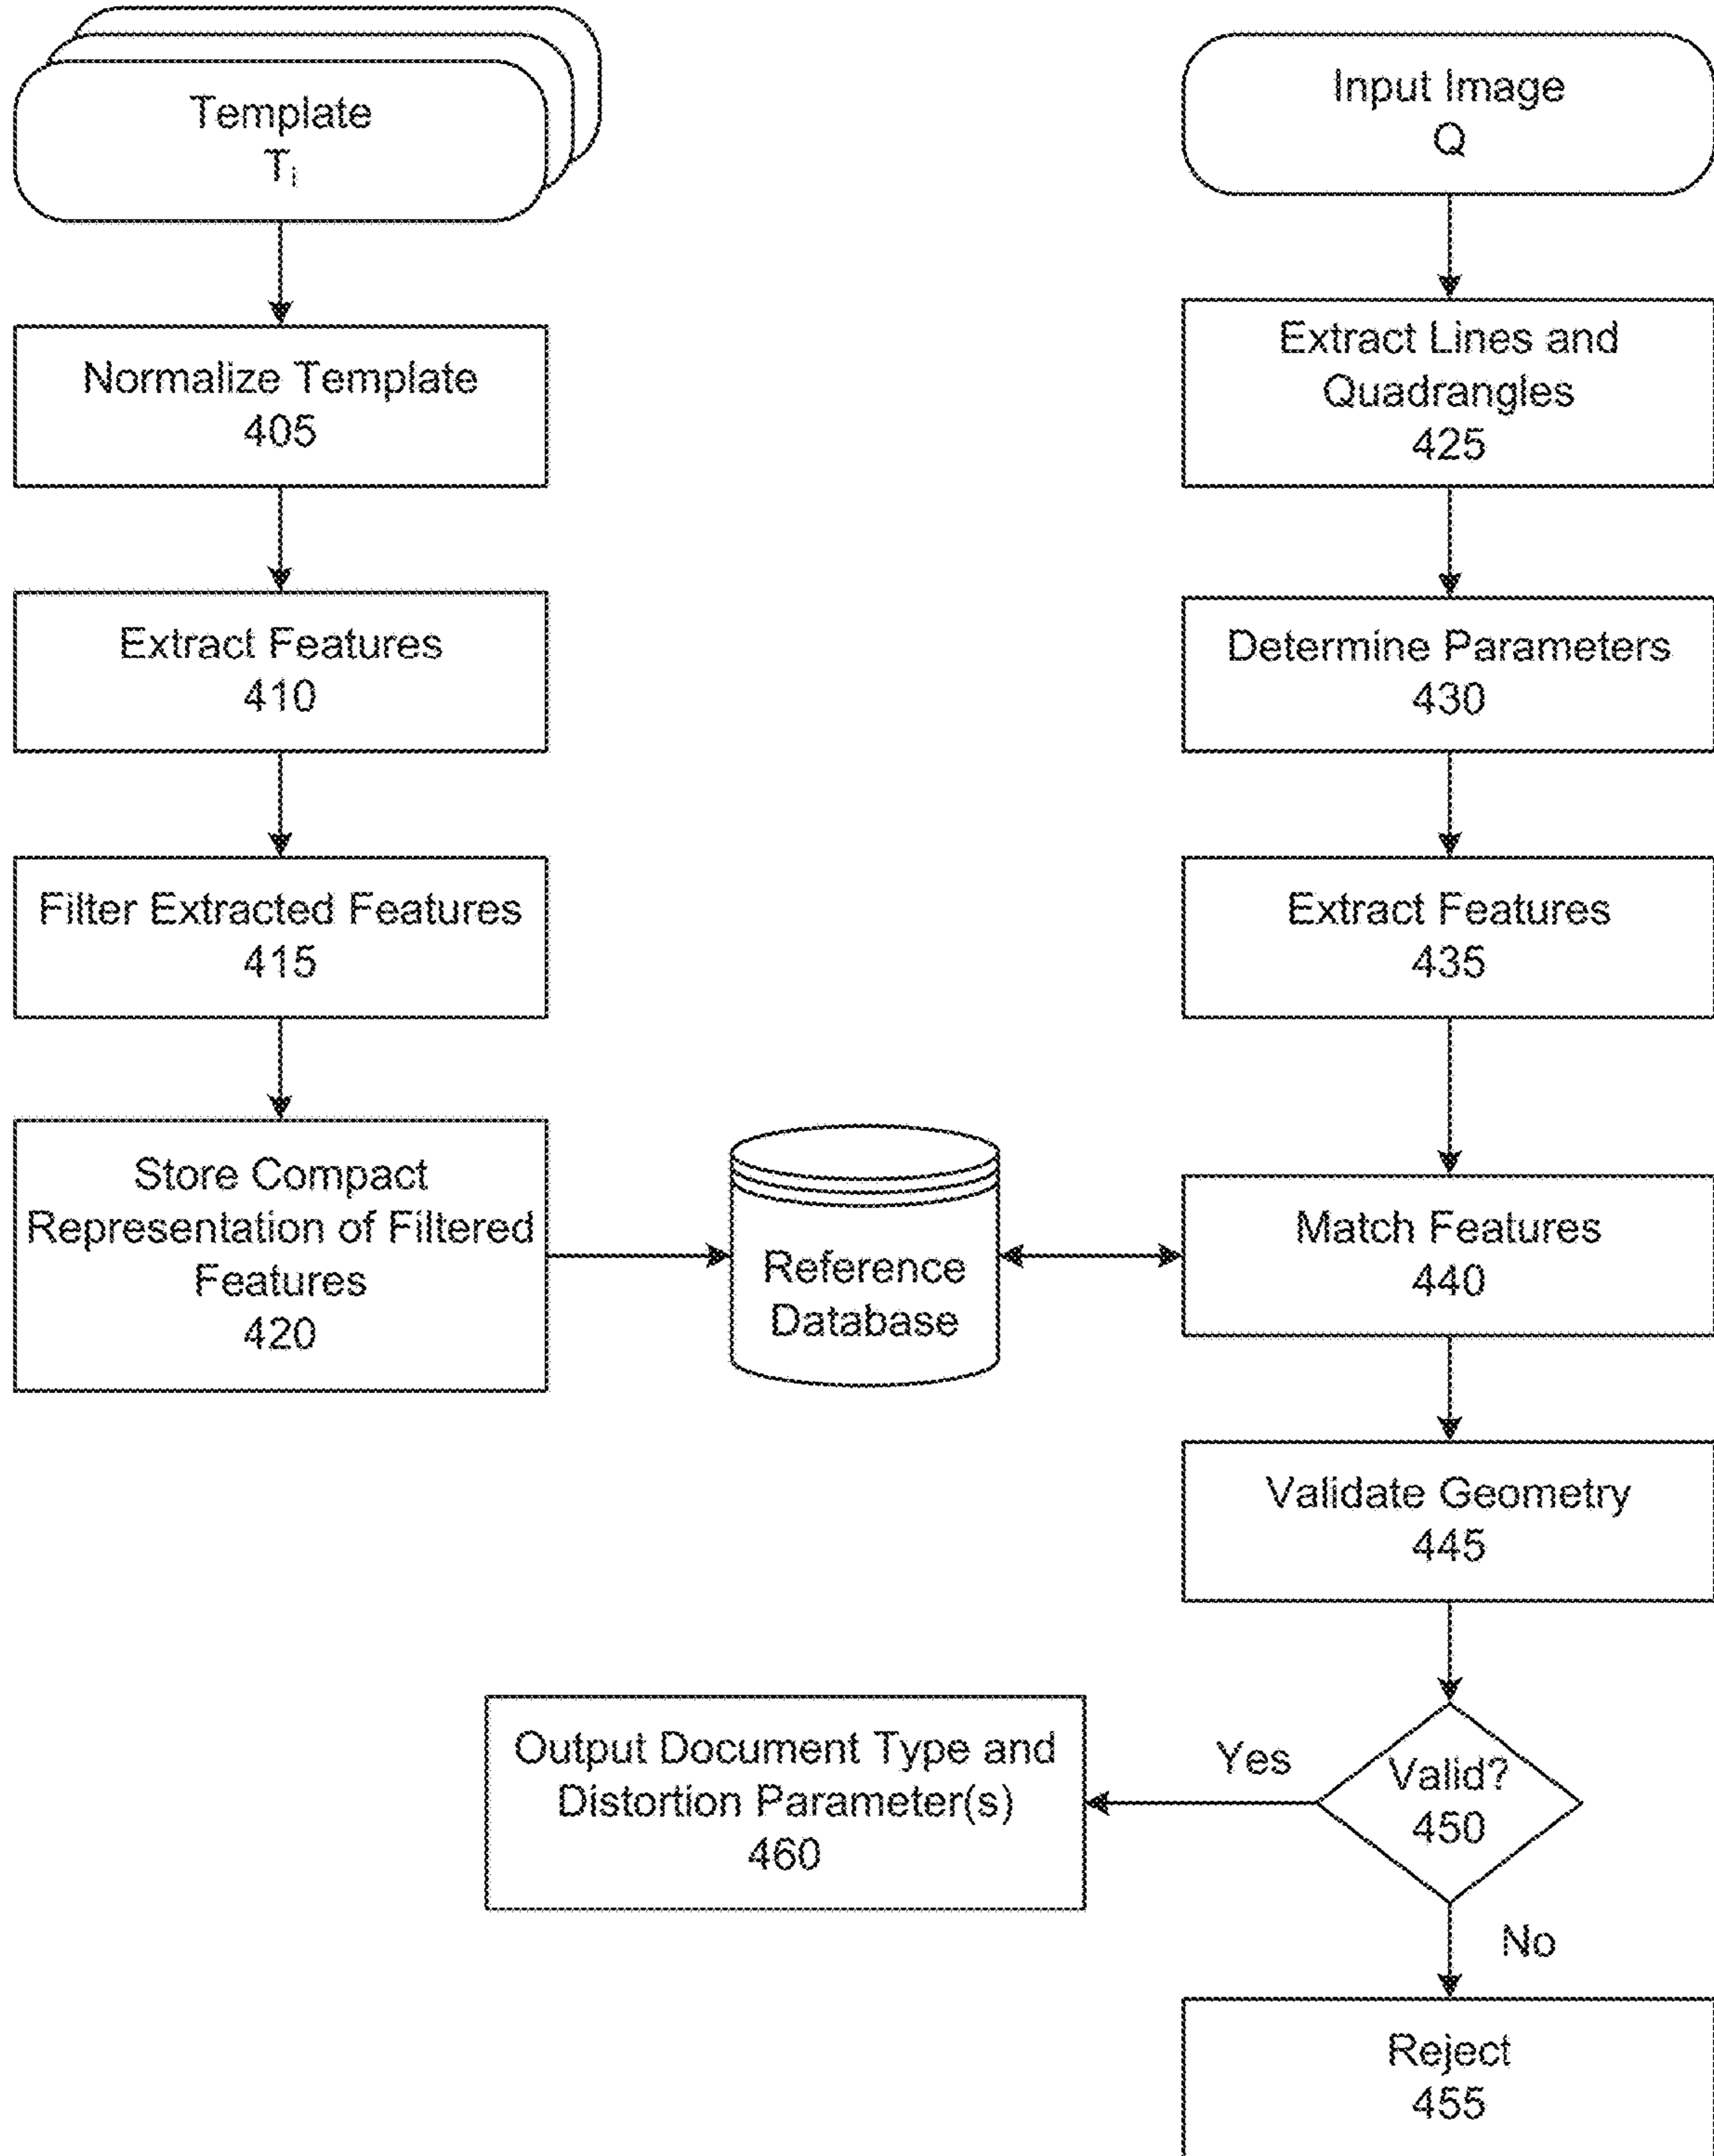 Template
Ti
Normalize Template
405
Extract Features
410
Filter Extracted Features
415
Store Compact
Representation of Filtered
Features
420
Reference
Database
Input Image
Q
Extract Lines and
Quadrangles
425
Determine Parameters
430
Extract Features
435
Match Features
440
Validate Geometry
445
Valid?
450
Yes
Output Document Type and
Distortion Parameter(s)
460
No
Reject
455